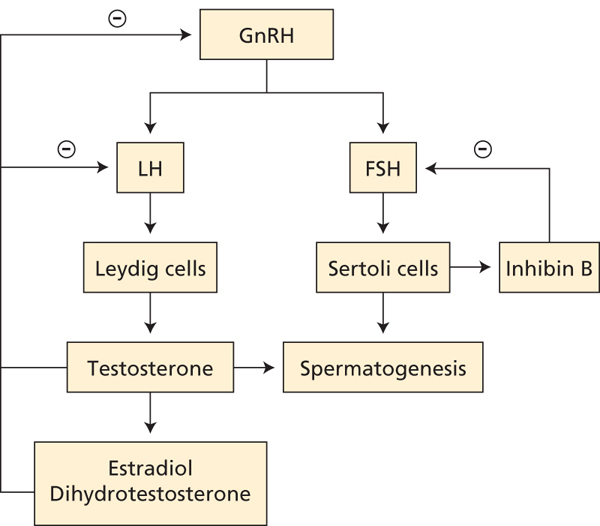 ⊖
GnRH
⊖
LH
FSH
⊖
Leydig cells
Sertoli cells
Inhibin B
Testosterone
Spermatogenesis
Estradiol
Dihydrotestosterone